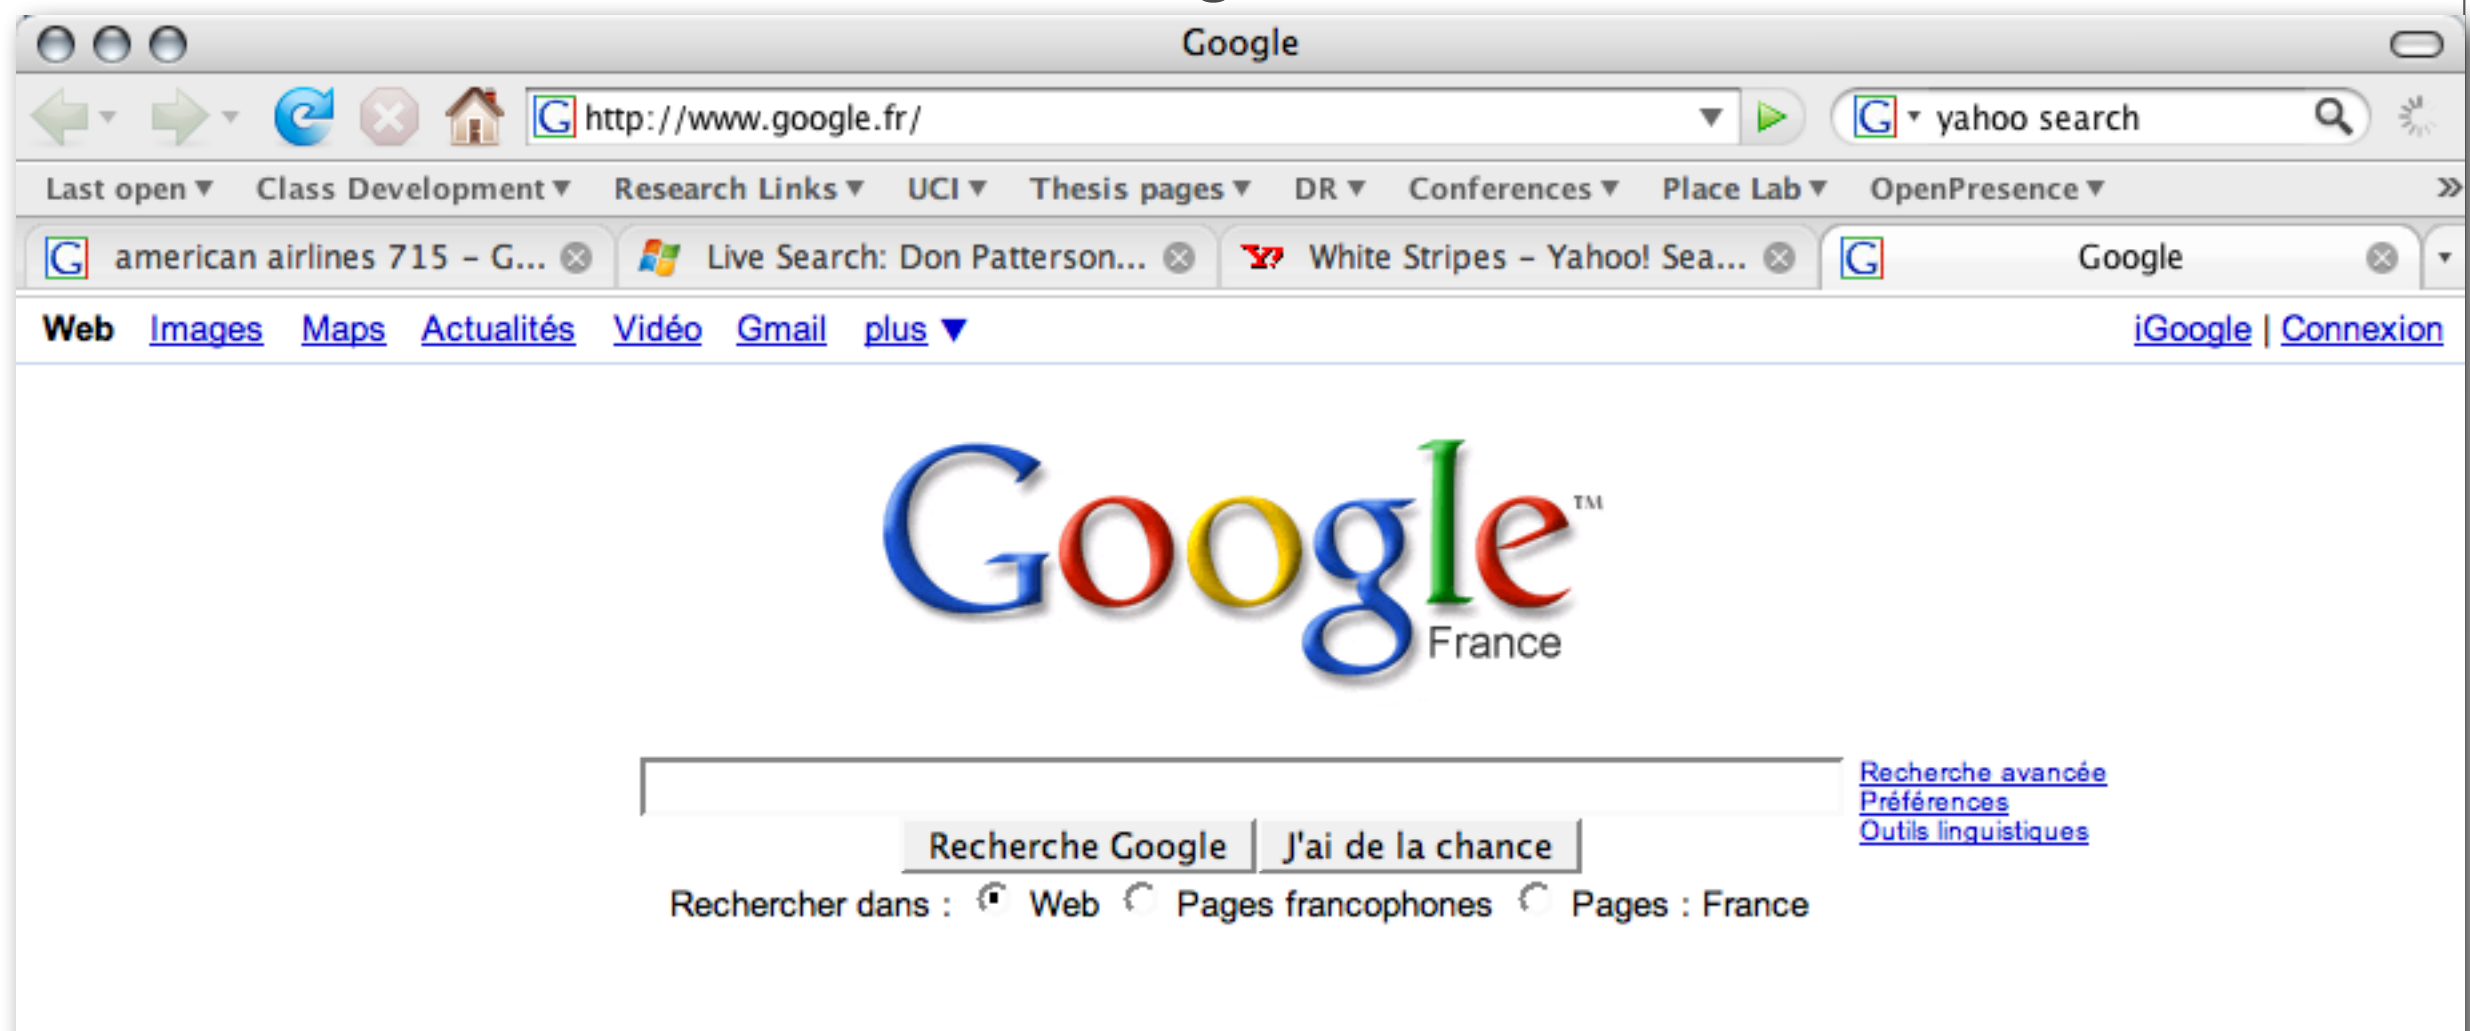 Google
http://www.google.fr/ yahoo search
Last open Class Development Research Links UCI Thesis pages DR Conferences Place Lab OpenPresence »
american airlines 715 – G... Live Search: Don Patterson... White Stripes – Yahoo! Sea... Google
Web Images Maps Actualités Vidéo Gmail plus ▼ iGoogle | Connexion
Google™
France
Recherche avancée
Préférences
Outils linguistiques
Recherche Google J'ai de la chance
Rechercher dans : Web Pages francophones Pages : France